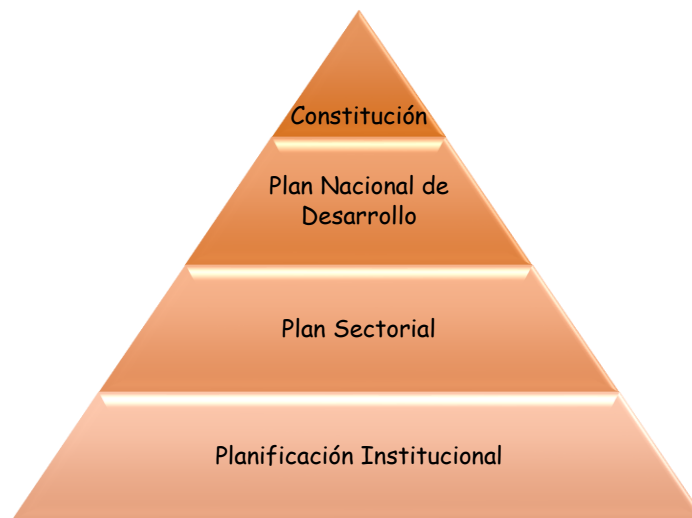 Constitución
Plan Nacional de
Desarrollo
Plan Sectorial
Planificación Institucional